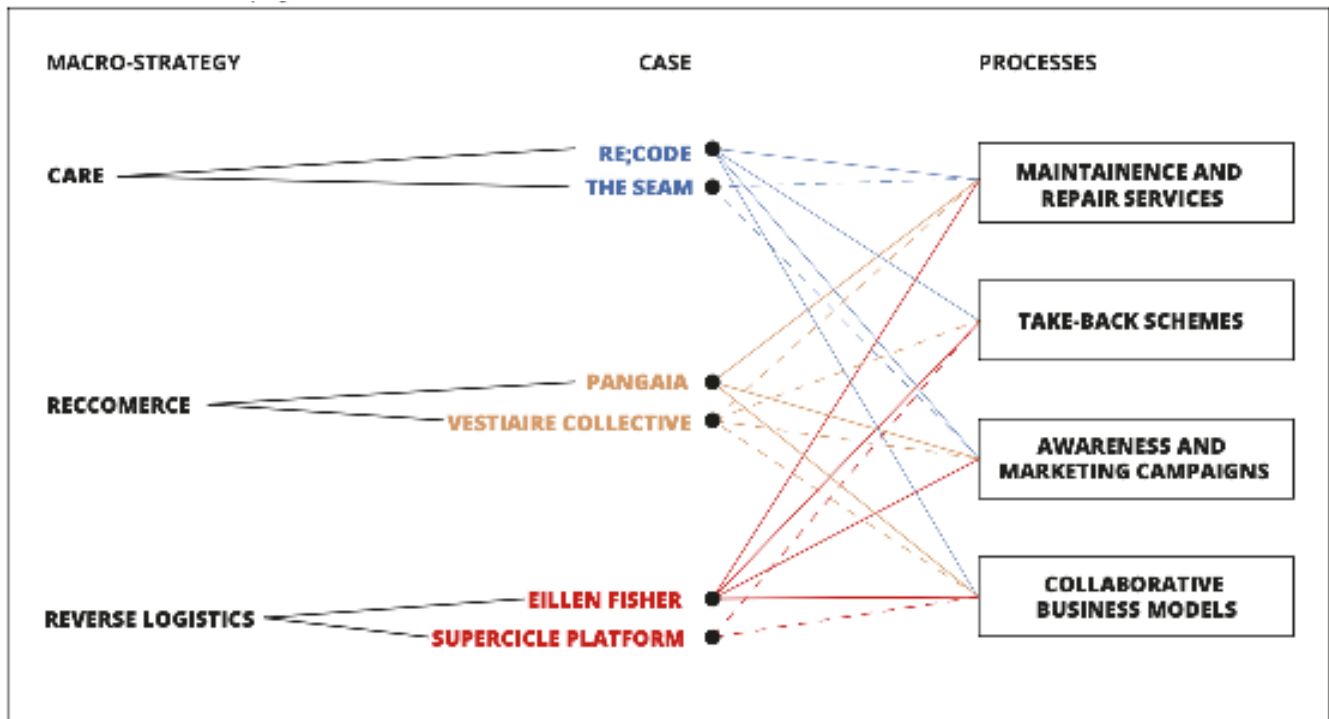 MACRO-STRATEGY
CASE
PROCESSES
CARE
RE;CODE
THE SEAM
MAINTAINENCE AND
REPAIR SERVICES
TAKE-BACK SCHEMES
RECCOMERCE
PANGAIA
VESTIAIRE COLLECTIVE
AWARENESS AND
MARKETING CAMPAIGNS
REVERSE LOGISTICS
EILLEN FISHER
SUPERCICLE PLATFORM
COLLABORATIVE
BUSINESS MODELS